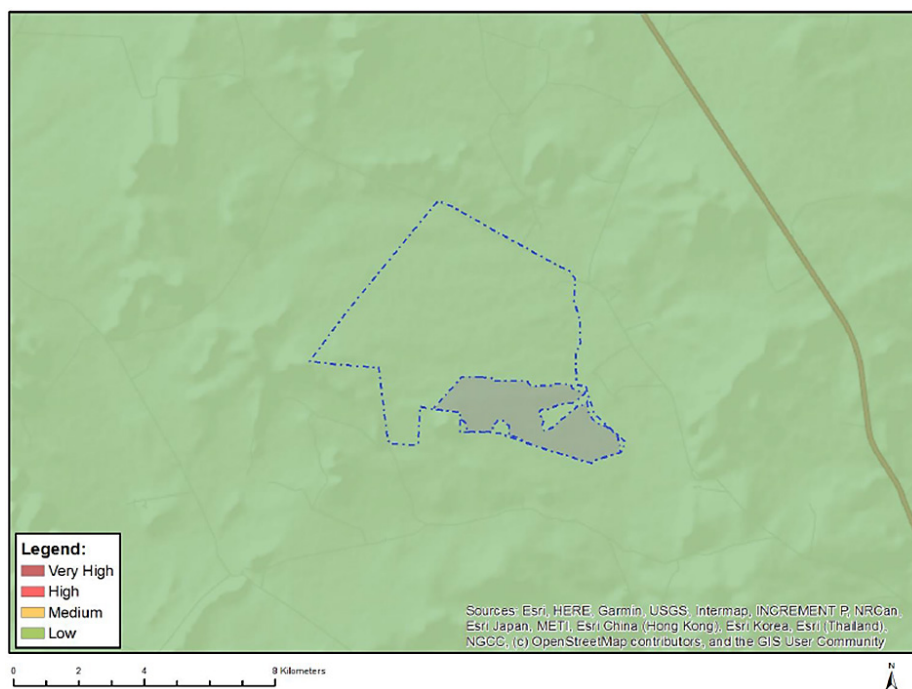 Legend:
Very High
High
Medium
Low
Sources: Esri, HERE, Garmin, USGS, Intermap, INCREMENT P, NRCan,
Esri Japan, METI, Esri China (Hong Kong), Esri Korea, Esri (Thailand),
NGCC, (c) OpenStreetMap contributors, and the GIS User Community
0 2 4 8 Kilometers
N